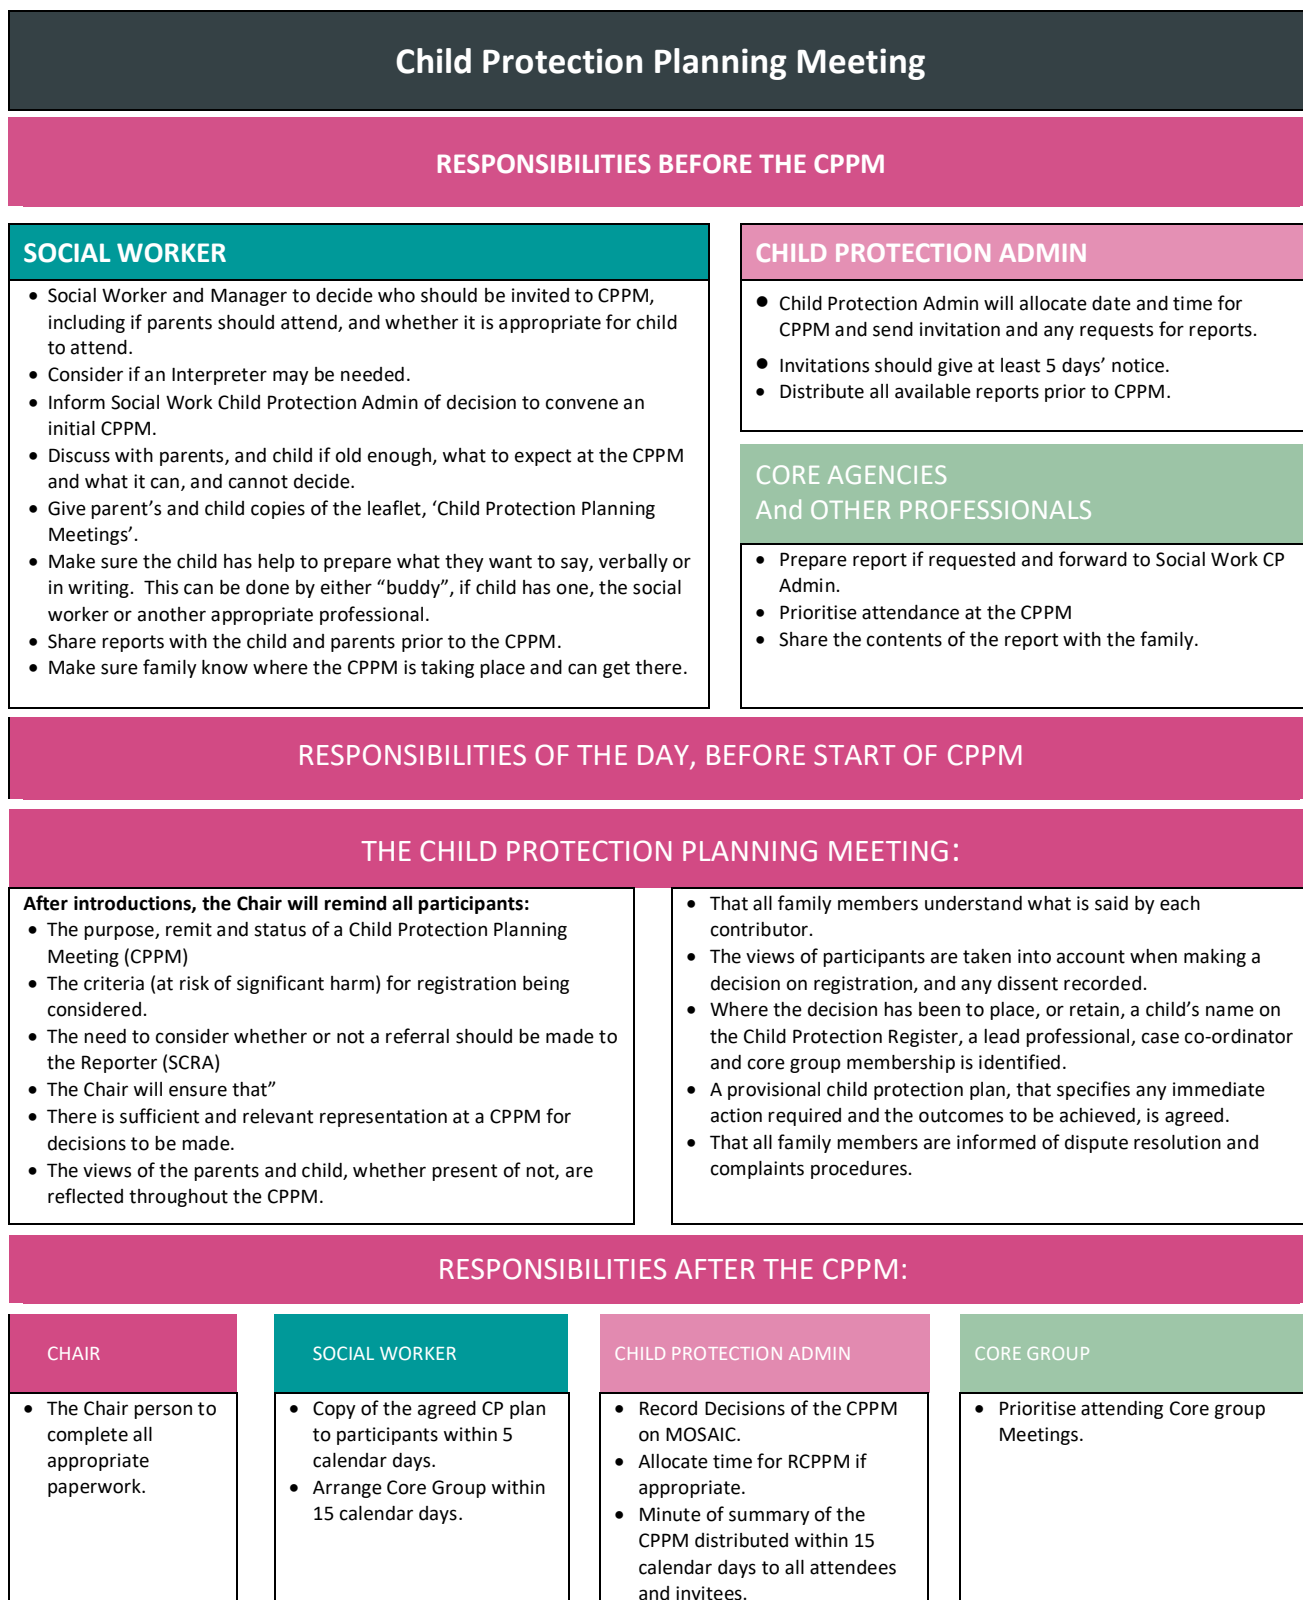 Child Protection Planning Meeting
RESPONSIBILITIES BEFORE THE CPPM
SOCIAL WORKER
• Social Worker and Manager to decide who should be invited to CPPM,
including if parents should attend, and whether it is appropriate for child
to attend.
• Consider if an Interpreter may be needed.
• Inform Social Work Child Protection Admin of decision to convene an
initial CPPM.
• Discuss with parents, and child if old enough, what to expect at the CPPM
and what it can, and cannot decide.
• Give parent’s and child copies of the leaflet, ‘Child Protection Planning
Meetings’.
• Make sure the child has help to prepare what they want to say, verbally or
in writing.  This can be done by either “buddy”, if child has one, the social
worker or another appropriate professional.
• Share reports with the child and parents prior to the CPPM.
• Make sure family know where the CPPM is taking place and can get there.
CHILD PROTECTION ADMIN
• Child Protection Admin will allocate date and time for
CPPM and send invitation and any requests for reports.
• Invitations should give at least 5 days’ notice.
• Distribute all available reports prior to CPPM.
CORE AGENCIES
And OTHER PROFESSIONALS
• Prepare report if requested and forward to Social Work CP
Admin.
• Prioritise attendance at the CPPM
• Share the contents of the report with the family.
RESPONSIBILITIES OF THE DAY, BEFORE START OF CPPM
THE CHILD PROTECTION PLANNING MEETING:
After introductions, the Chair will remind all participants:
• The purpose, remit and status of a Child Protection Planning
Meeting (CPPM)
• The criteria (at risk of significant harm) for registration being
considered.
• The need to consider whether or not a referral should be made to
the Reporter (SCRA)
• The Chair will ensure that”
• There is sufficient and relevant representation at a CPPM for
decisions to be made.
• The views of the parents and child, whether present of not, are
reflected throughout the CPPM.
• That all family members understand what is said by each
contributor.
• The views of participants are taken into account when making a
decision on registration, and any dissent recorded.
• Where the decision has been to place, or retain, a child’s name on
the Child Protection Register, a lead professional, case co-ordinator
and core group membership is identified.
• A provisional child protection plan, that specifies any immediate
action required and the outcomes to be achieved, is agreed.
• That all family members are informed of dispute resolution and
complaints procedures.
RESPONSIBILITIES AFTER THE CPPM:
CHAIR
• The Chair person to
complete all
appropriate
paperwork.
SOCIAL WORKER
• Copy of the agreed CP plan
to participants within 5
calendar days.
• Arrange Core Group within
15 calendar days.
CHILD PROTECTION ADMIN
• Record Decisions of the CPPM
on MOSAIC.
• Allocate time for RCPPM if
appropriate.
• Minute of summary of the
CPPM distributed within 15
calendar days to all attendees
and invitees.
CORE GROUP
• Prioritise attending Core group
Meetings.